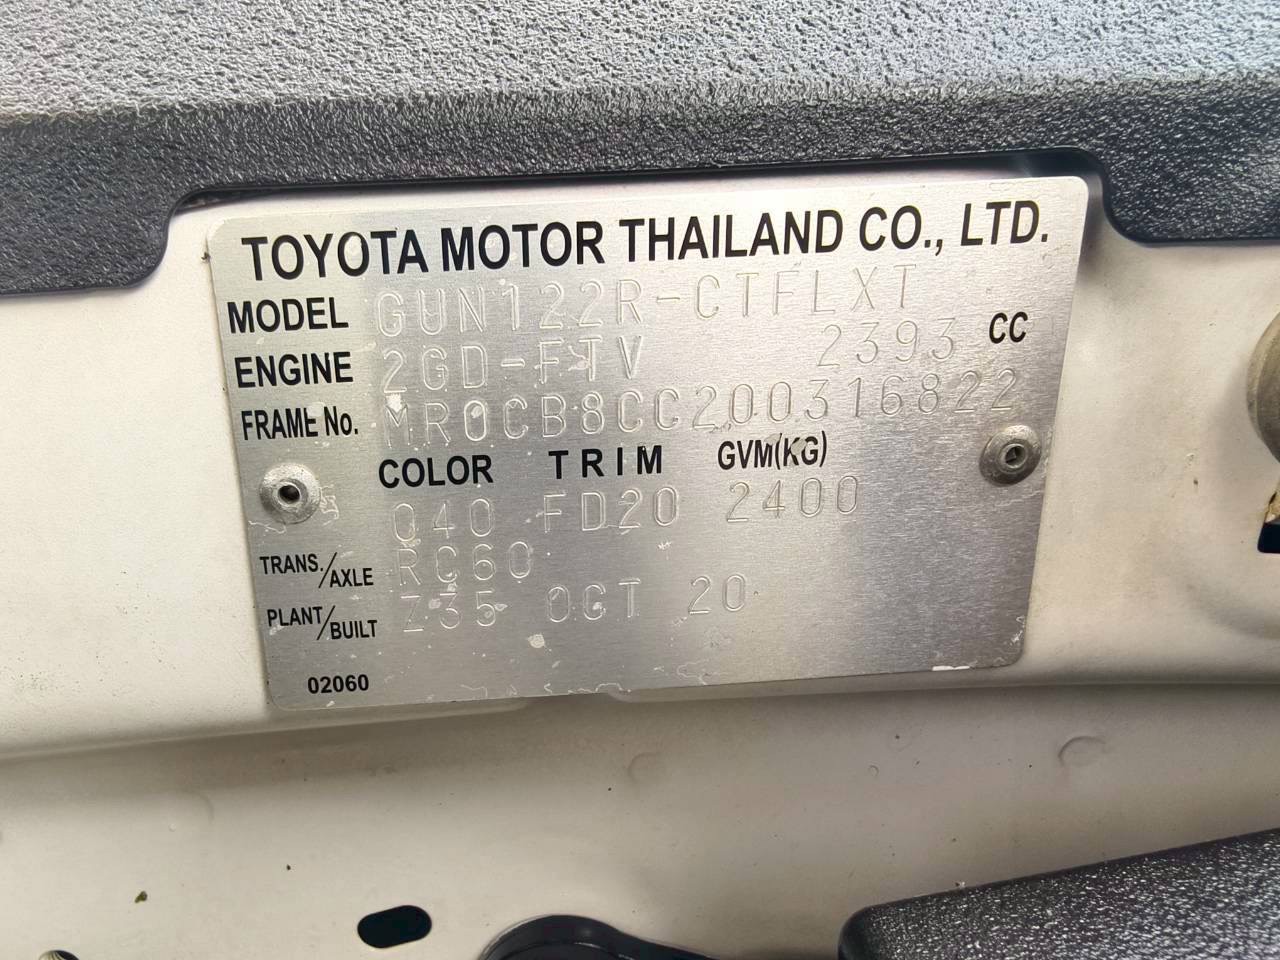 TOYOTA MOTOR THAILAND CO., LTD.
MODEL GUN122R-CTFLXT
ENGINE 2GD-FTV 2393 CC
FRAME No. MR0CB8CC200316822
COLOR TRIM GVM(KG)
040 FD20 2400
TRANS./AXLE RC60
PLANT/BUILT Z35 OCT 20
02060